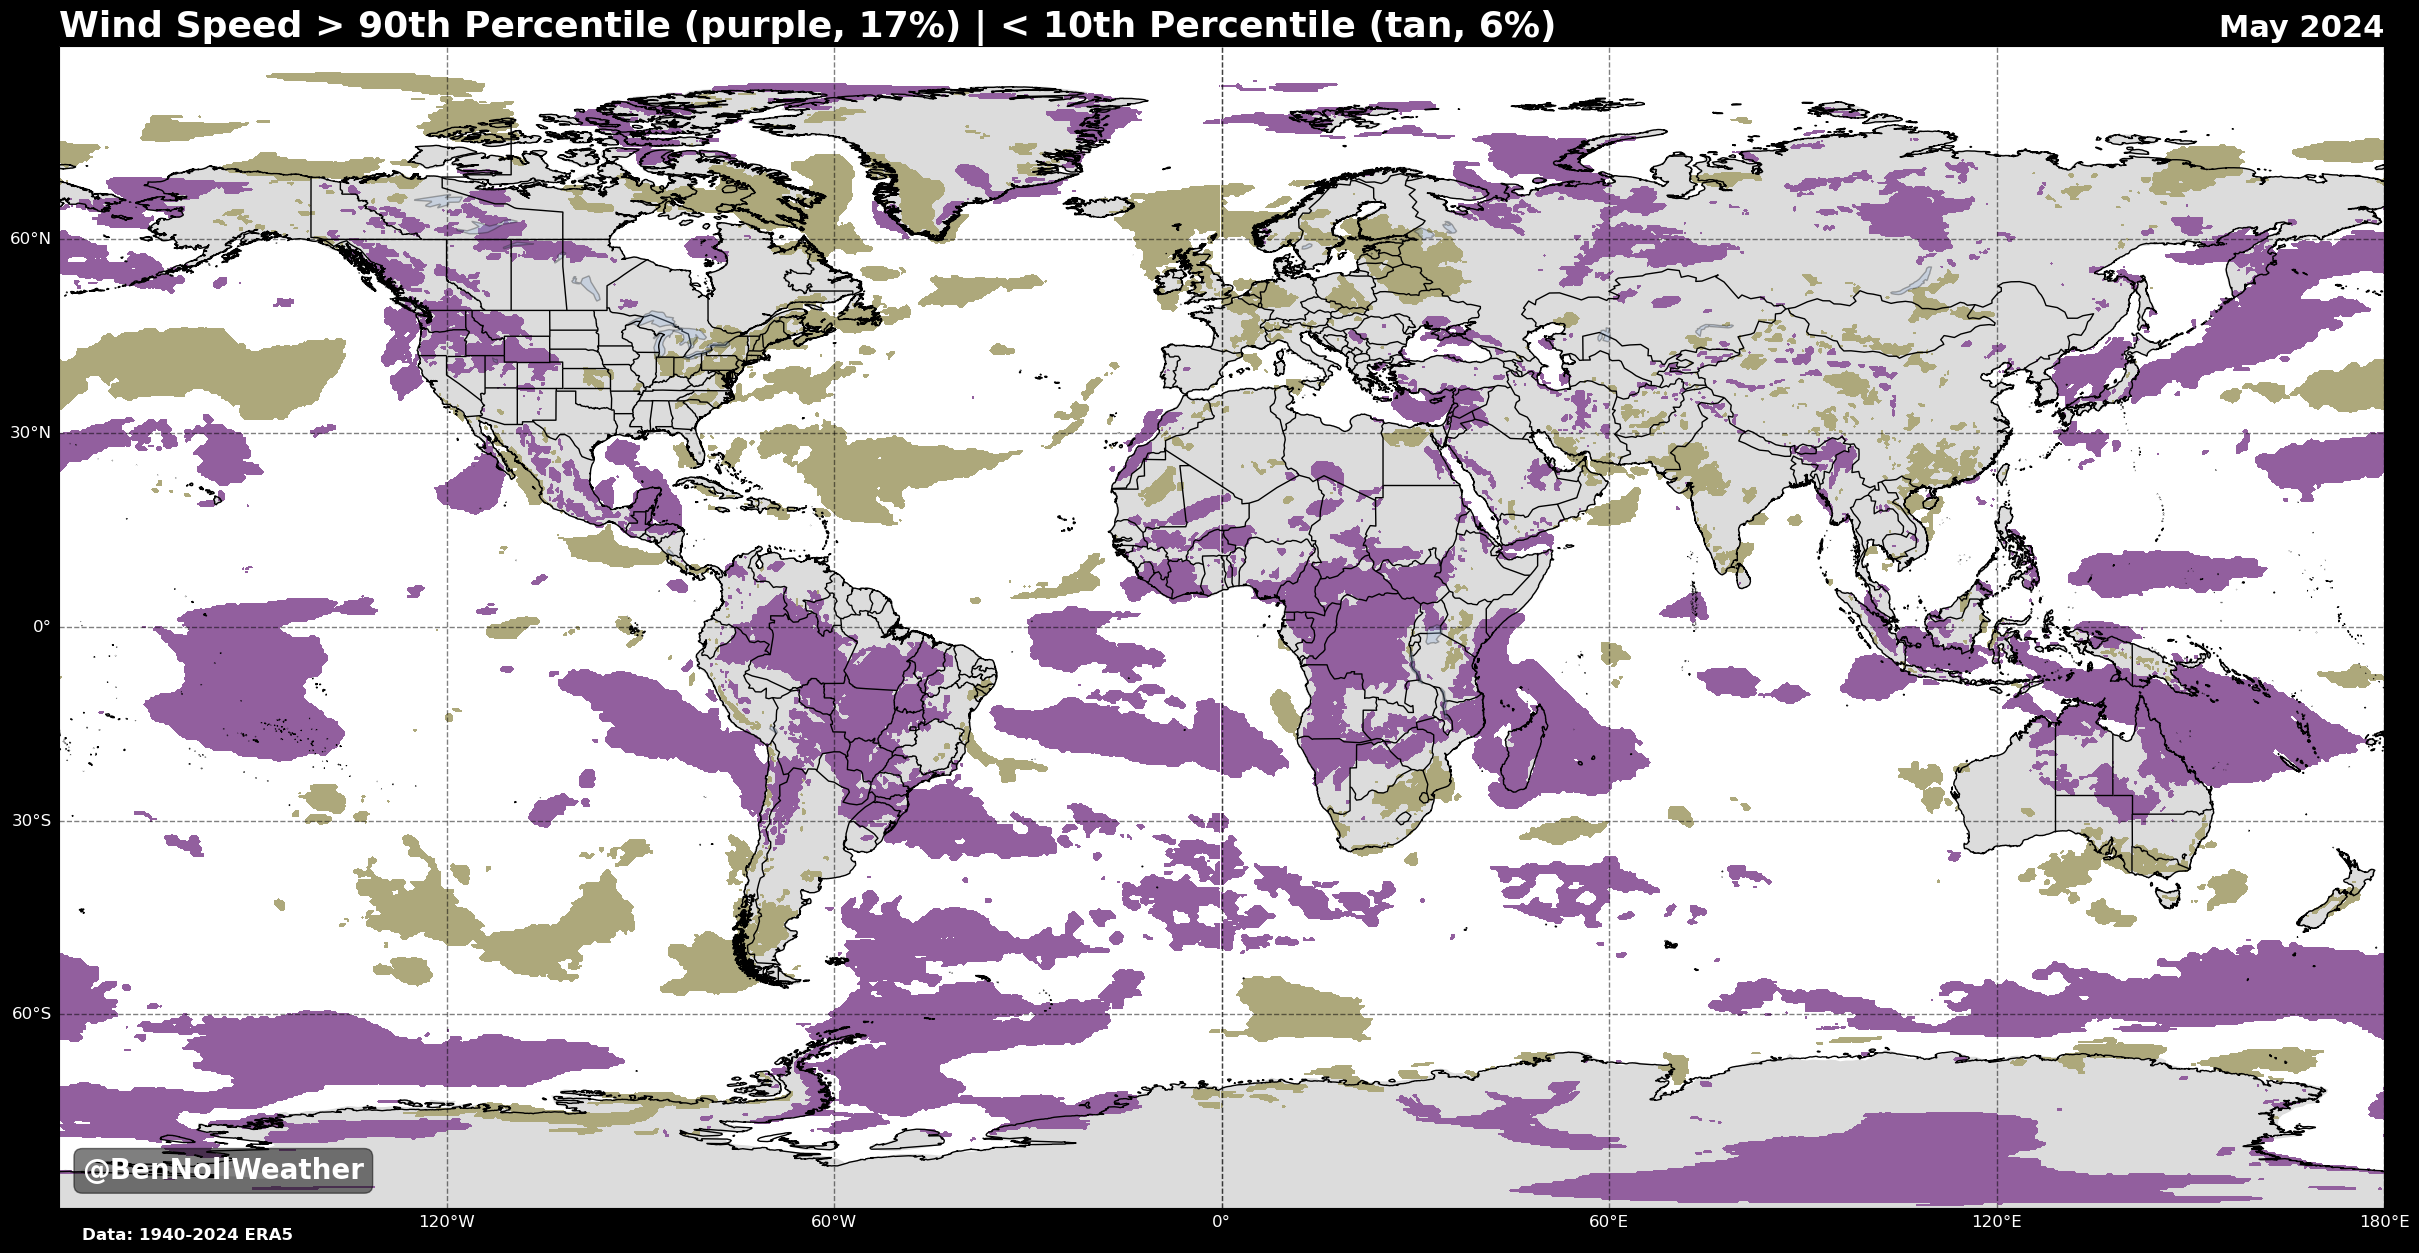 Wind Speed > 90th Percentile (purple, 17%) | < 10th Percentile (tan, 6%)
May 2024
60°N
30°N
0°
30°S
60°S
@BenNollWeather
120°W
60°W
0°
60°E
120°E
180°E
Data: 1940-2024 ERA5